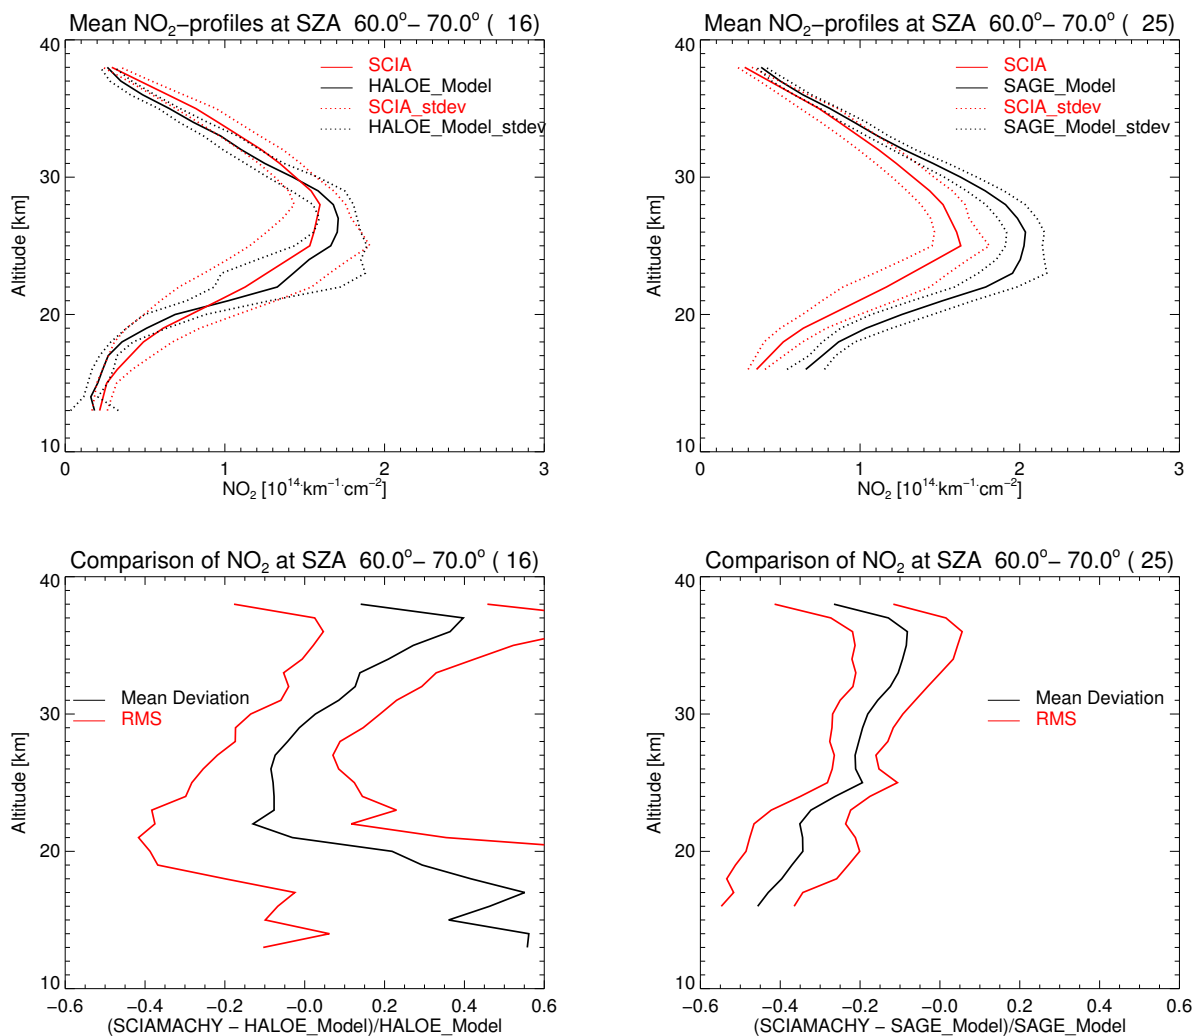 Mean NO₂−profiles at SZA 60.0°− 70.0° ( 16)
40
30
20
10
Altitude [km]
SCIA
HALOE_Model
SCIA_stdev
HALOE_Model_stdev
0 1 2 3
NO₂ [10¹⁴·km⁻¹·cm⁻²]
Mean NO₂−profiles at SZA 60.0°− 70.0° ( 25)
40
30
20
10
Altitude [km]
SCIA
SAGE_Model
SCIA_stdev
SAGE_Model_stdev
0 1 2 3
NO₂ [10¹⁴·km⁻¹·cm⁻²]
Comparison of NO₂ at SZA 60.0°− 70.0° ( 16)
40
30
20
10
Altitude [km]
Mean Deviation
RMS
−0.6 −0.4 −0.2 −0.0 0.2 0.4 0.6
(SCIAMACHY − HALOE_Model)/HALOE_Model
Comparison of NO₂ at SZA 60.0°− 70.0° ( 25)
40
30
20
10
Altitude [km]
Mean Deviation
RMS
−0.6 −0.4 −0.2 −0.0 0.2 0.4 0.6
(SCIAMACHY − SAGE_Model)/SAGE_Model